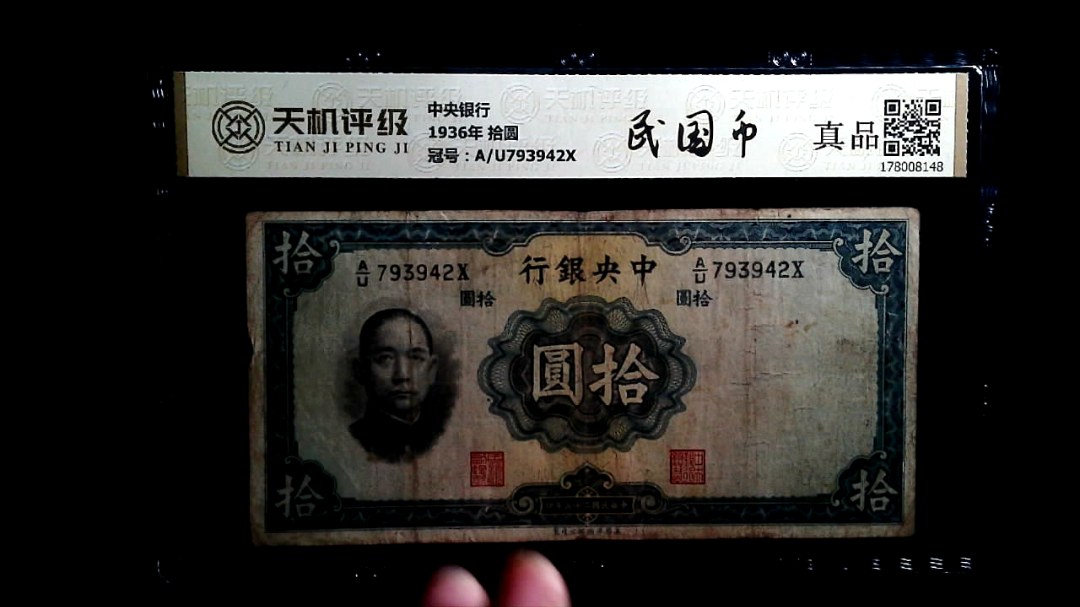 天机评级
TIAN JI PING JI
中央银行
1936年 拾圆
冠号：A/U793942X
民国币
真品
178008148
拾
拾
A/U 793942X
行銀央中
A/U 793942X
圓拾
圓拾
圓拾
拾
拾